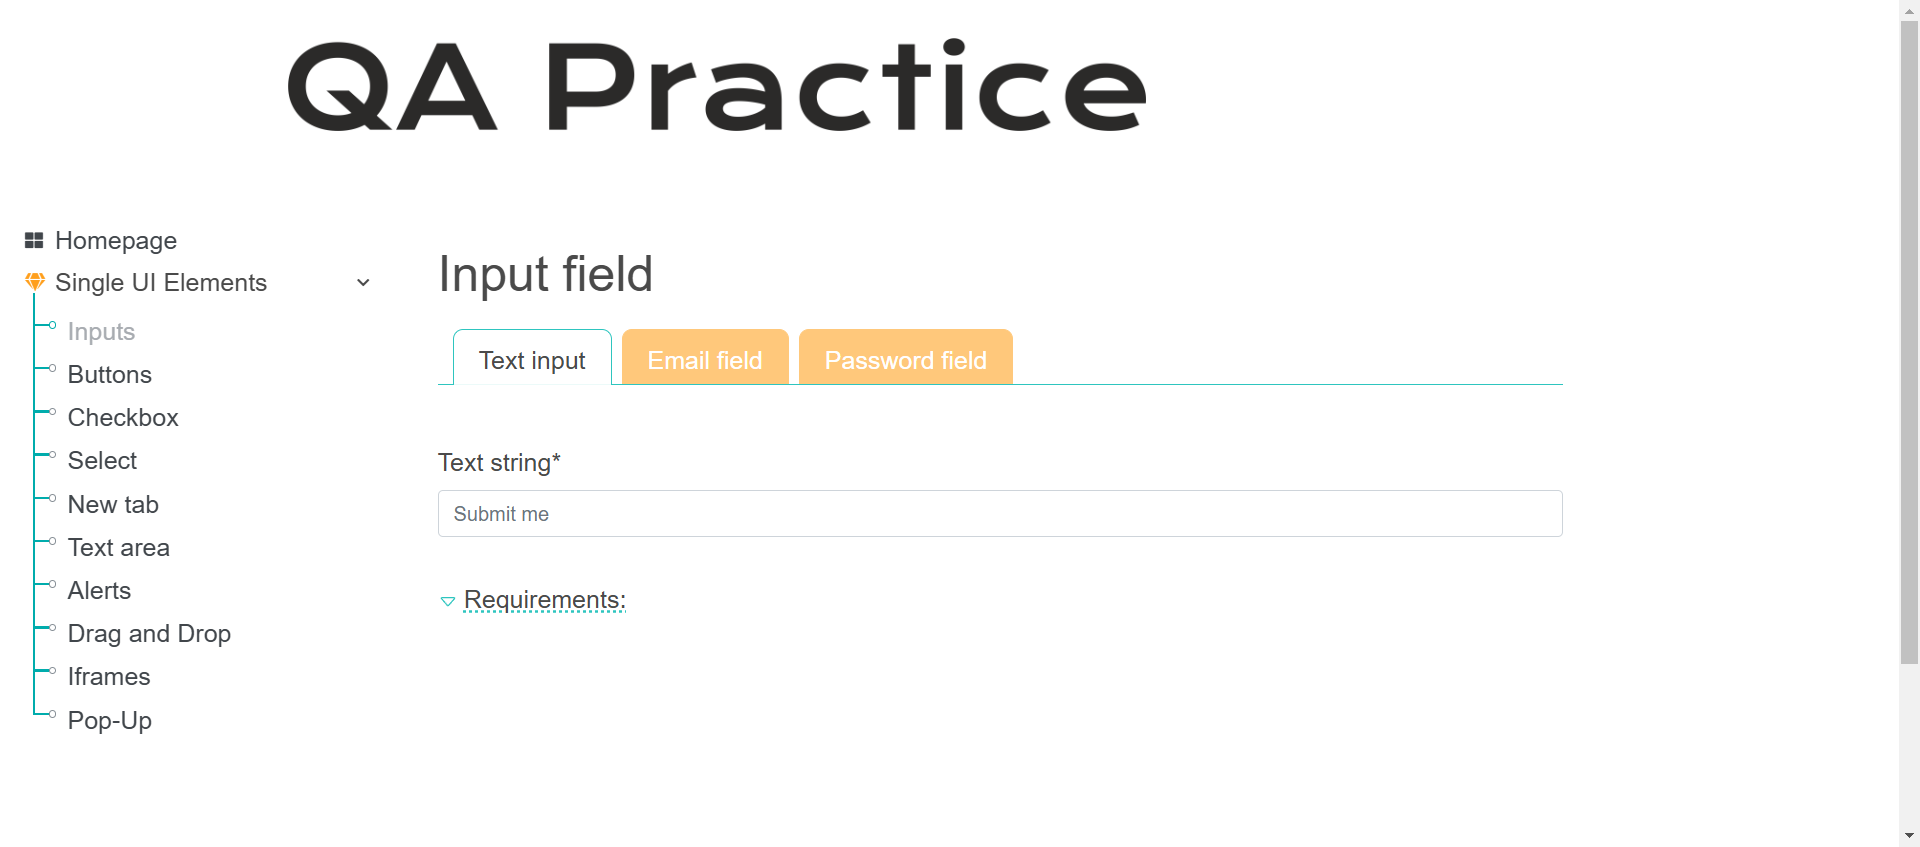 QA Practice
Homepage
Single UI Elements
Inputs
Buttons
Checkbox
Select
New tab
Text area
Alerts
Drag and Drop
Iframes
Pop-Up
Input field
Text input
Email field
Password field
Text string*
Submit me
Requirements: